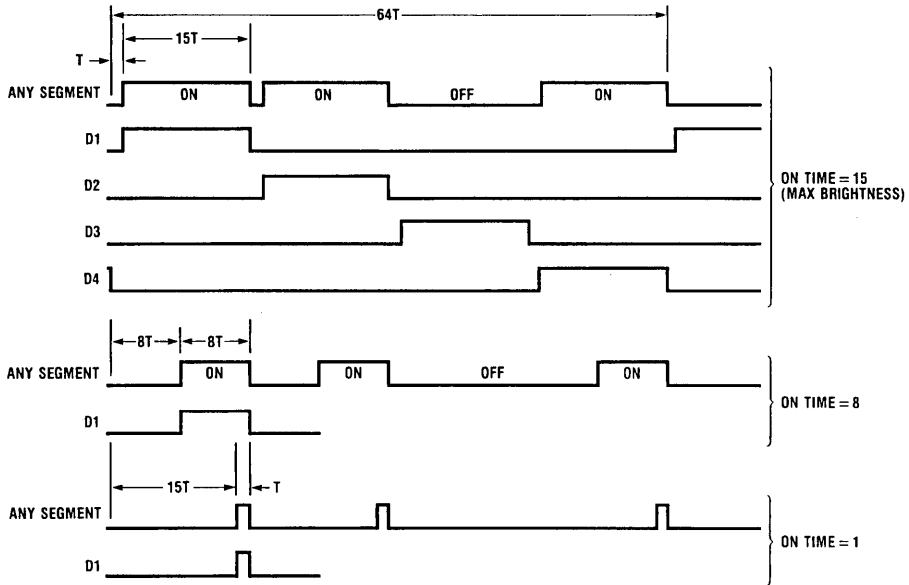 64T
15T
T
ANY SEGMENT ON ON OFF ON
D1
D2
D3
D4
ON TIME = 15
(MAX BRIGHTNESS)
8T 8T
ANY SEGMENT ON ON OFF ON
D1
ON TIME = 8
15T T
ANY SEGMENT
D1
ON TIME = 1